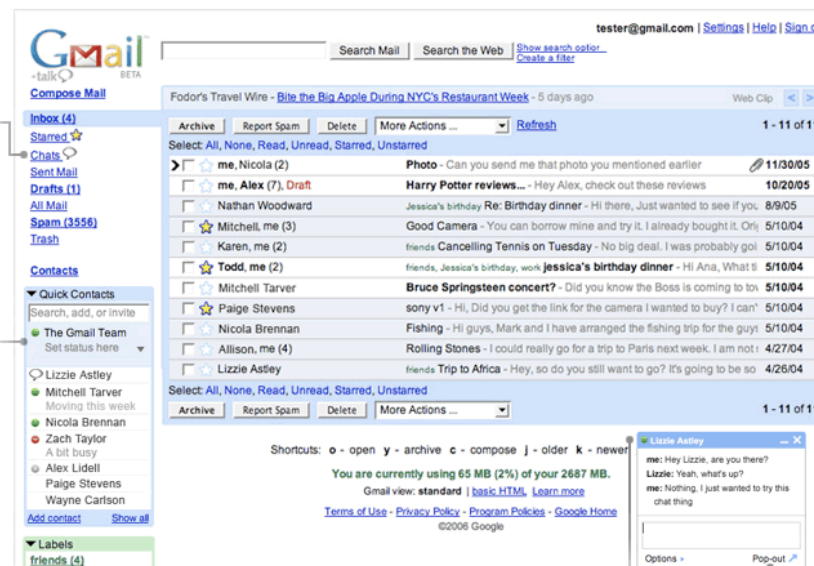 tester@gmail.com | Settings | Help | Sign
Gmail
+talk BETA
Search Mail Search the Web Show search option
Create a filter
Compose Mail
Inbox (4)
Starred
Chats
Sent Mail
Drafts (1)
All Mail
Spam (3556)
Trash
Contacts
Quick Contacts
Search, add, or invite
The Gmail Team
Set status here
Lizzie Astley
Mitchell Tarver
Moving this week
Nicola Brennan
Zach Taylor
A bit busy
Alex Lidell
Paige Stevens
Wayne Carlson
Add contact Show all
Labels
friends (4)
Fodor's Travel Wire - Bite the Big Apple During NYC's Restaurant Week - 5 days ago Web Clip < >
Archive Report Spam Delete More Actions ... Refresh 1 - 11 of
Select: All, None, Read, Unread, Starred, Unstarred
me, Nicola (2) Photo - Can you send me that photo you mentioned earlier 11/30/05
me, Alex (7), Draft Harry Potter reviews... - Hey Alex, check out these reviews 10/20/05
Nathan Woodward Jessica's birthday Re: Birthday dinner - Hi there, Just wanted to see if you 8/9/05
Mitchell, me (3) Good Camera - You can borrow mine and try it. I already bought it. 5/10/04
Karen, me (2) friends Cancelling Tennis on Tuesday - No big deal. I was probably goi 5/10/04
Todd, me (2) friends, Jessica's birthday, work jessica's birthday dinner - Hi Ana, What ti 5/10/04
Mitchell Tarver Bruce Springsteen concert? - Did you know the Boss is coming to tow 5/10/04
Paige Stevens sony v1 - Hi, Did you get the link for the camera I wanted to buy? I can' 5/10/04
Nicola Brennan Fishing - Hi guys, Mark and I have arranged the fishing trip for the guys 5/10/04
Allison, me (4) Rolling Stones - I could really go for a trip to Paris next week. I am not 4/27/04
Lizzie Astley friends Trip to Africa - Hey, so do you still want to go? It's going to be so 4/26/04
Select: All, None, Read, Unread, Starred, Unstarred
Archive Report Spam Delete More Actions ... 1 - 11 of
Shortcuts: o - open y - archive c - compose j - older k - newer
You are currently using 65 MB (2%) of your 2687 MB.
Gmail view: standard | basic HTML Learn more
Terms of Use - Privacy Policy - Program Policies - Google Home
©2006 Google
Lizzie Astley
me: Hey Lizzie, are you there?
Lizzie: Yeah, what's up?
me: Nothing, I just wanted to try this
chat thing
Options Pop-out